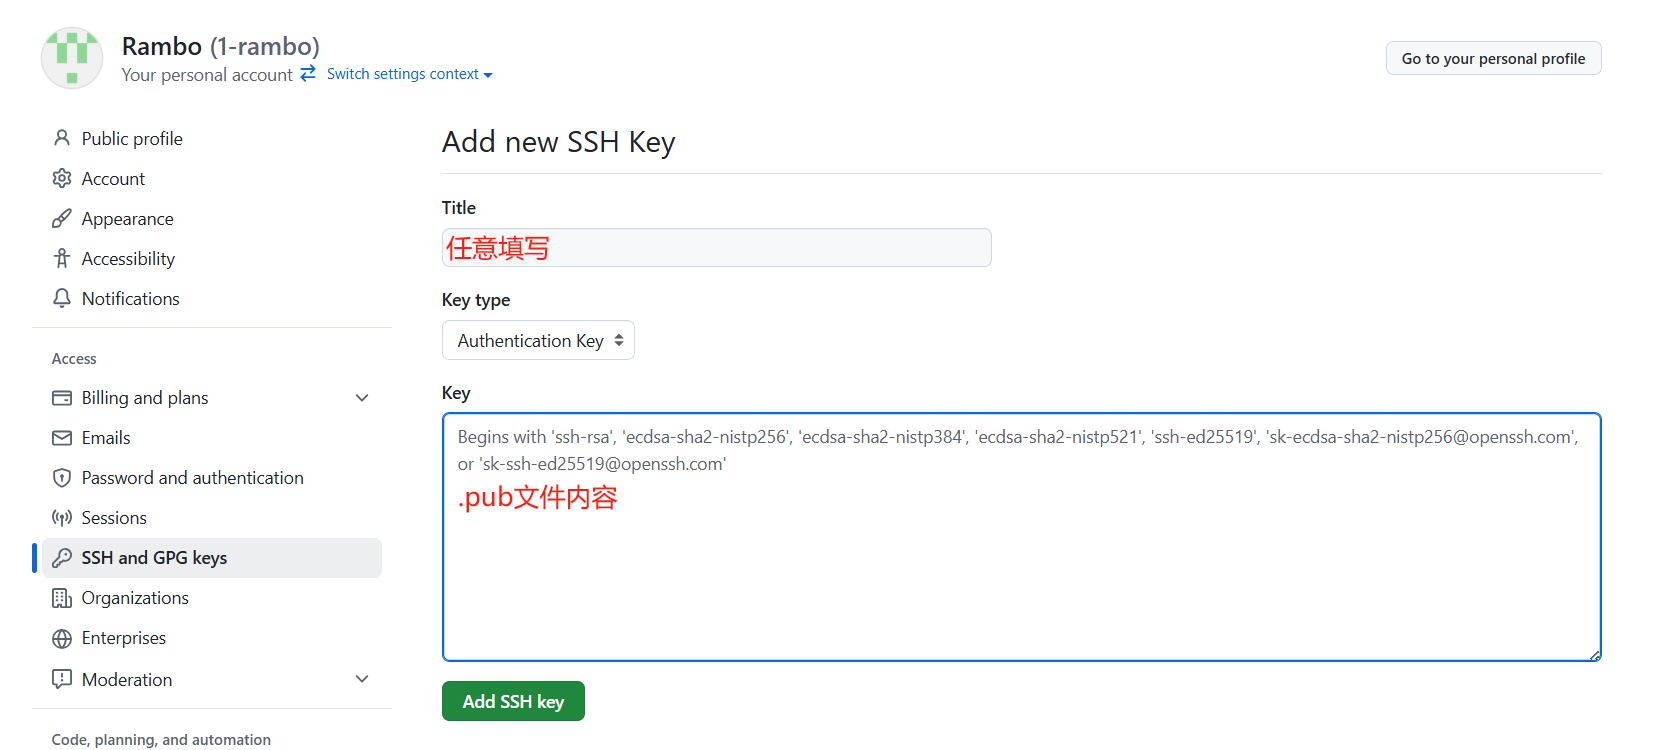 Rambo (1-rambo)
Your personal account Switch settings context
Go to your personal profile
Public profile
Account
Appearance
Accessibility
Notifications
Access
Billing and plans
Emails
Password and authentication
Sessions
SSH and GPG keys
Organizations
Enterprises
Moderation
Code, planning, and automation
Add new SSH Key
Title
任意填写
Key type
Authentication Key
Key
Begins with 'ssh-rsa', 'ecdsa-sha2-nistp256', 'ecdsa-sha2-nistp384', 'ecdsa-sha2-nistp521', 'ssh-ed25519', 'sk-ecdsa-sha2-nistp256@openssh.com',
or 'sk-ssh-ed25519@openssh.com'
.pub文件内容
Add SSH key